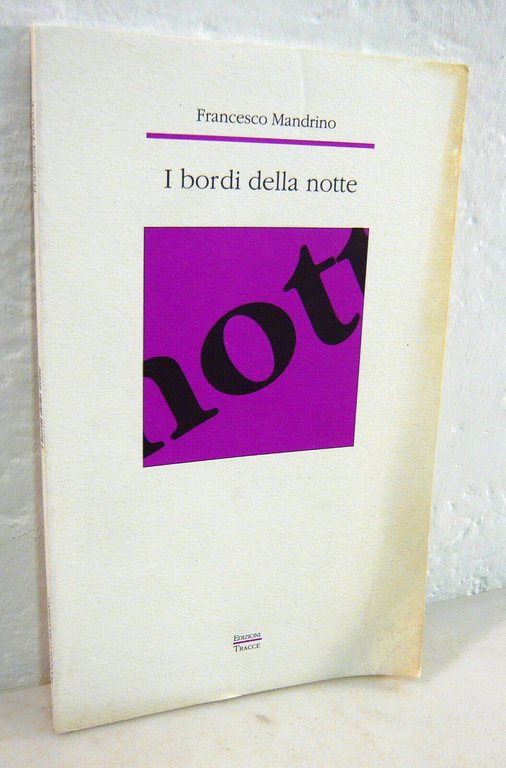 Francesco Mandrino
I bordi della notte
nott
EDIZIONI
TRACCE